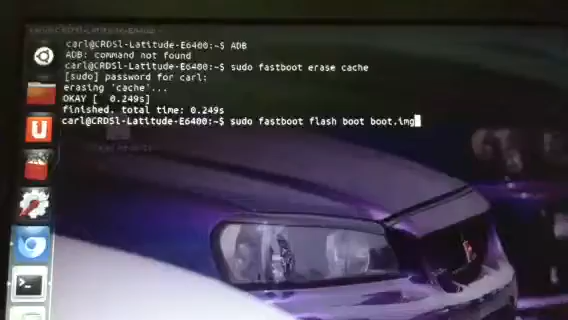 carl@CRDSl-Latitude-E6400:~$ ADB
ADB: command not found
carl@CRDSl-Latitude-E6400:~$ sudo fastboot erase cache
[sudo] password for carl:
erasing 'cache'...
OKAY [  0.249s]
finished. total time: 0.249s
carl@CRDSl-Latitude-E6400:~$ sudo fastboot flash boot boot.img